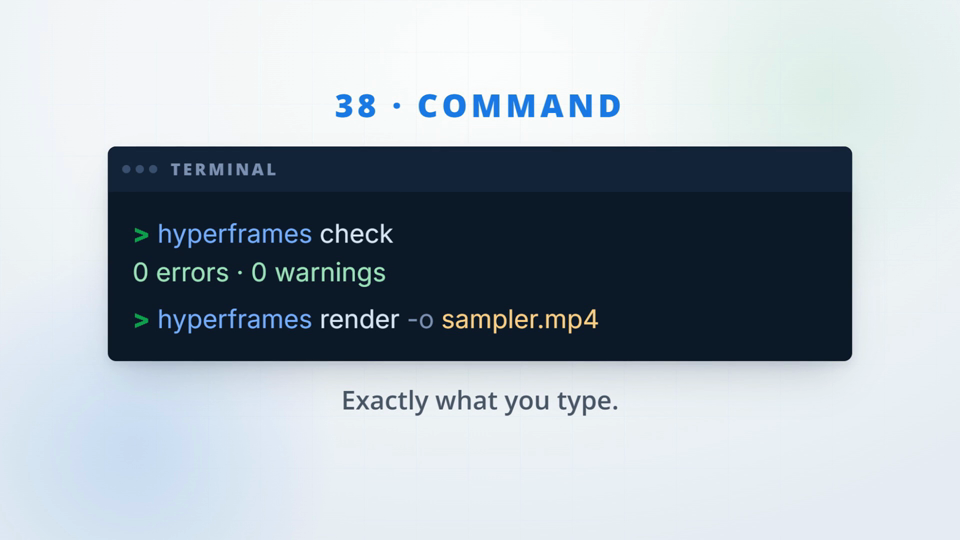 38 · COMMAND
TERMINAL
> hyperframes check
0 errors · 0 warnings
> hyperframes render -o sampler.mp4
Exactly what you type.